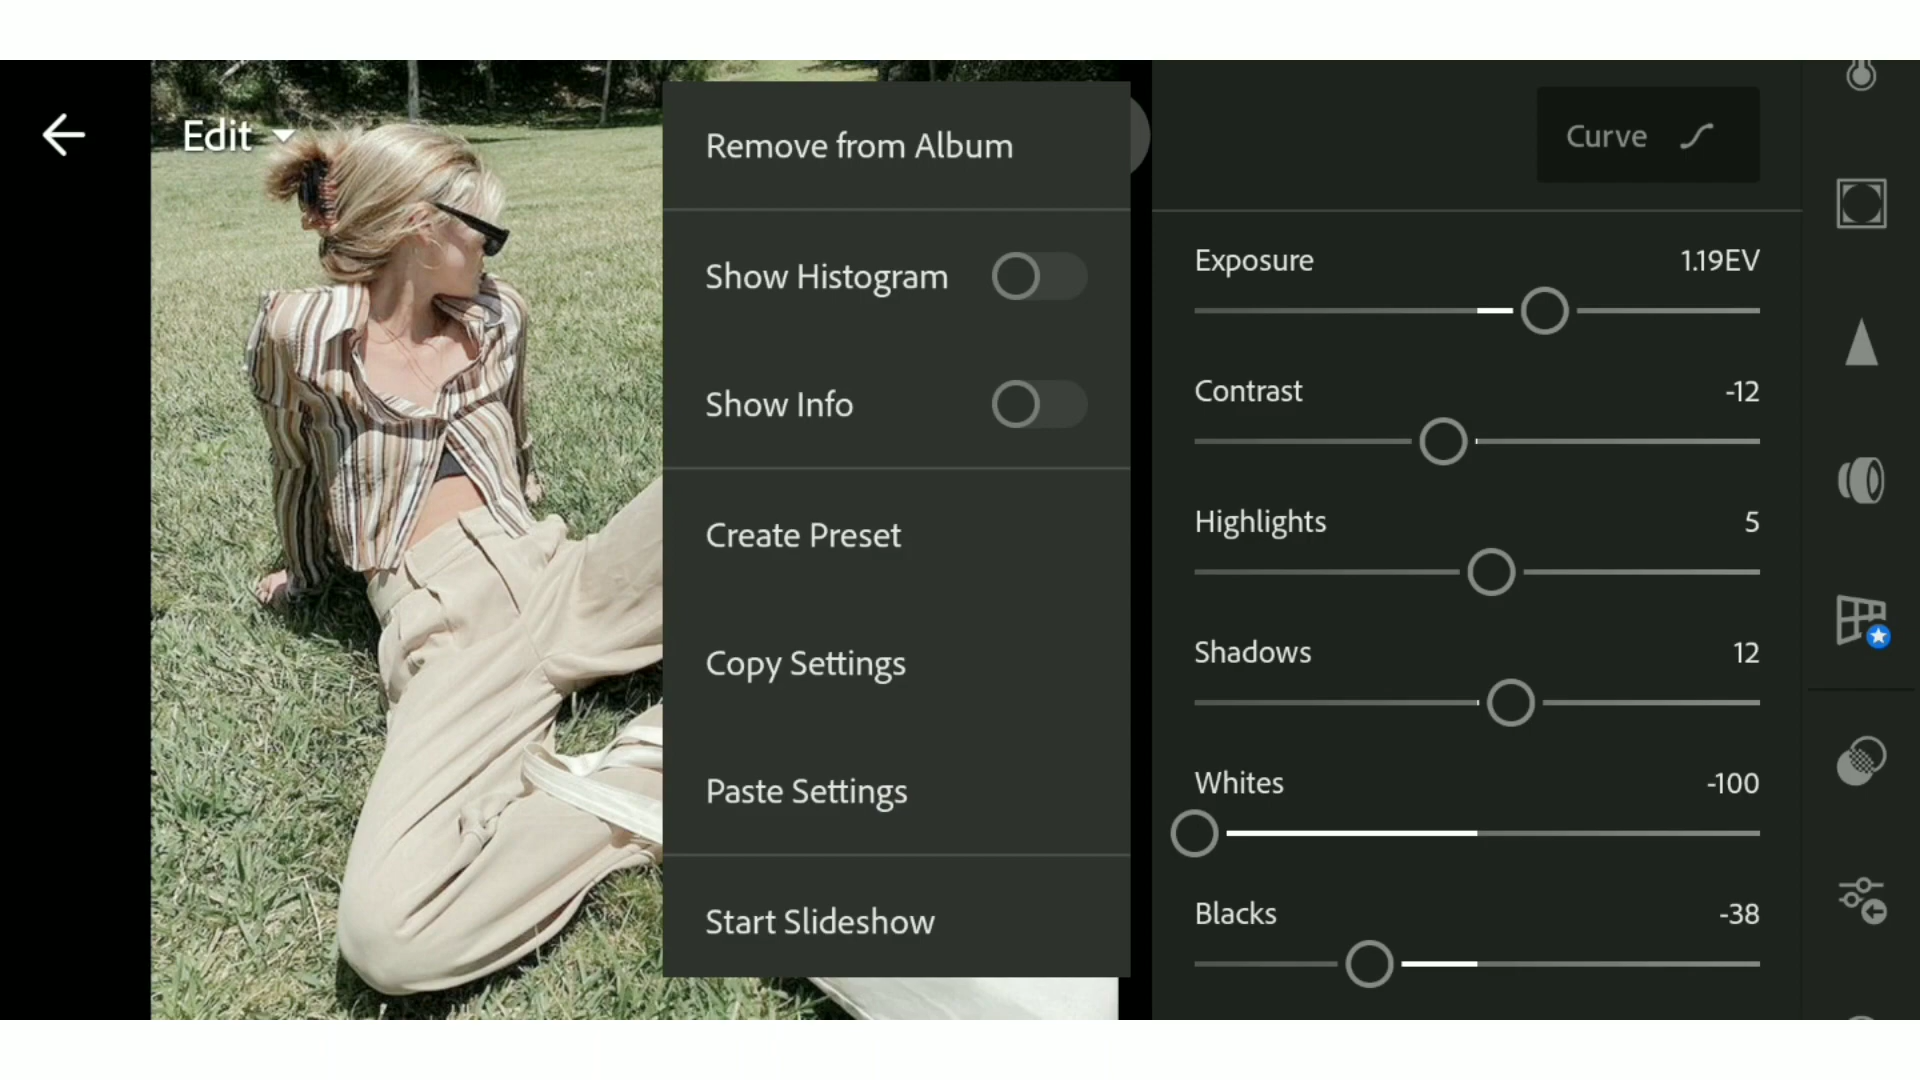 Edit
Remove from Album
Show Histogram
Show Info
Create Preset
Copy Settings
Paste Settings
Start Slideshow
Curve
Exposure 1.19EV
Contrast -12
Highlights 5
Shadows 12
Whites -100
Blacks -38